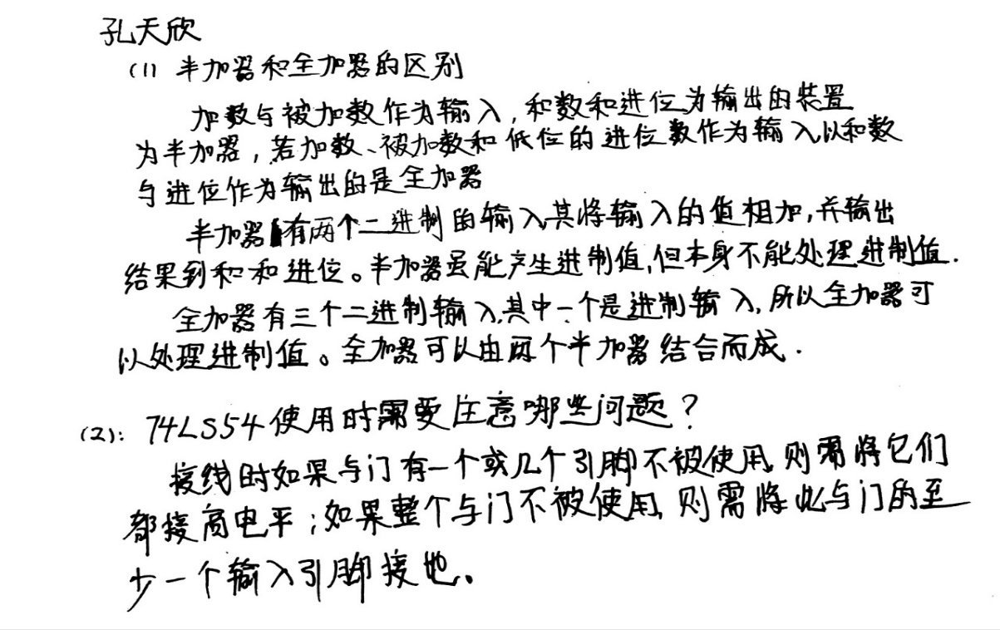 孔天欣
(1) 半加器和全加器的区别
加数与被加数作为输入,和数和进位为输出的装置
为半加器,若加数、被加数和低位的进位数作为输入以和数
与进位作为输出的是全加器
半加器有两个二进制的输入其将输入的值相加,并输出
结果到和和进位。半加器虽能产生进制值,但本身不能处理进制值.
全加器有三个二进制输入,其中一个是进制输入,所以全加器可
以处理进制值。全加器可以由两个半加器结合而成.
(2): 74LS54使用时需要注意哪些问题?
接线时如果与门有一个或几个引脚不被使用,则需将它们
都接高电平;如果整个与门不被使用,则需将此与门的至
少一个输入引脚接地。